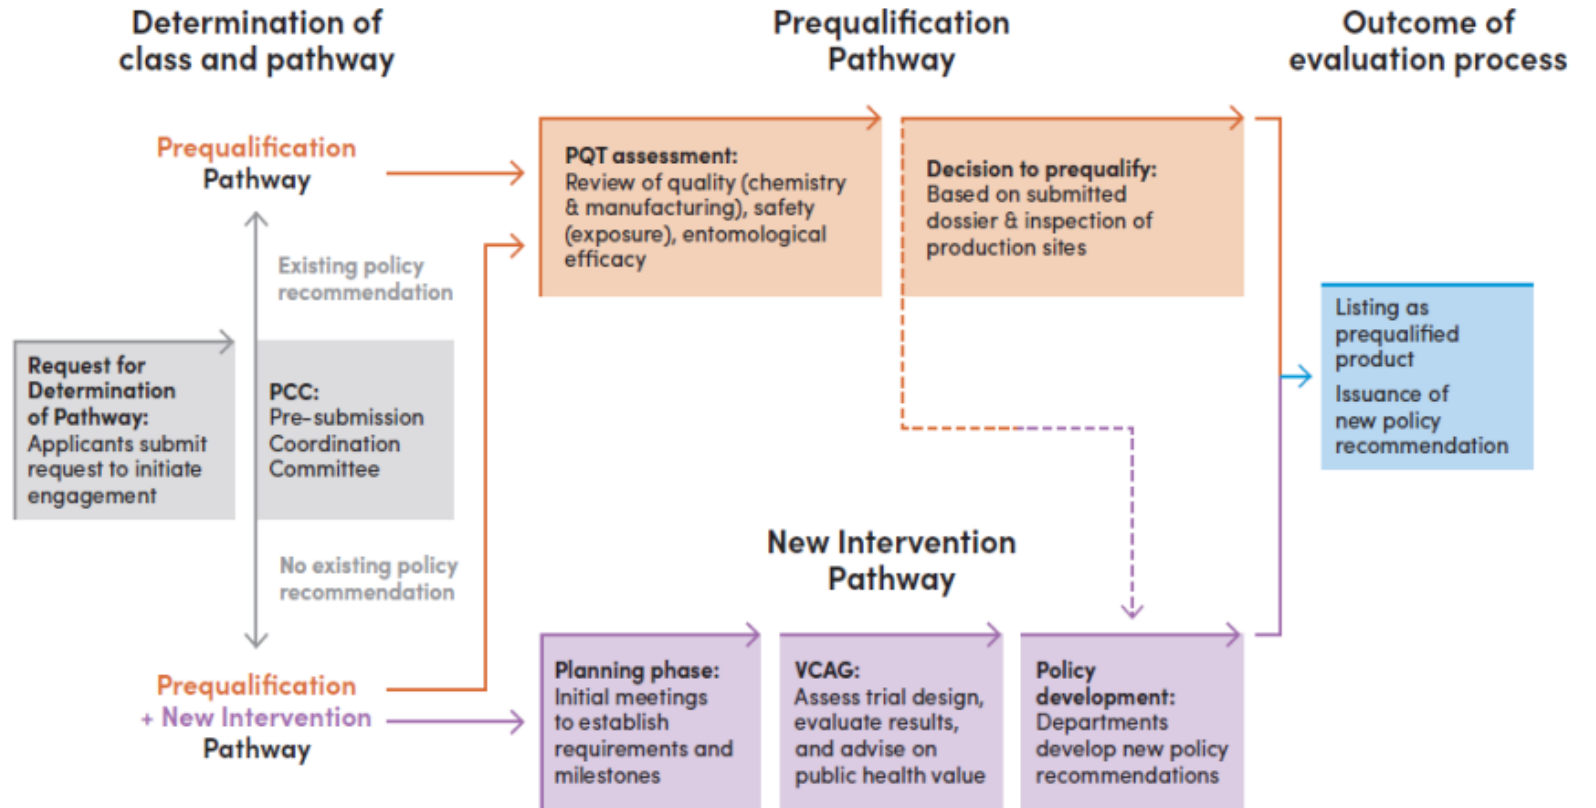 Determination of
class and pathway
Prequalification
Pathway
Outcome of
evaluation process
Prequalification
Pathway
Existing policy
recommendation
Request for
Determination
of Pathway:
Applicants submit
request to initiate
engagement
PCC:
Pre-submission
Coordination
Committee
No existing policy
recommendation
Prequalification
+ New Intervention
Pathway
PQT assessment:
Review of quality (chemistry
& manufacturing), safety
(exposure), entomological
efficacy
Decision to prequalify:
Based on submitted
dossier & inspection of
production sites
New Intervention
Pathway
Planning phase:
Initial meetings
to establish
requirements and
milestones
VCAG:
Assess trial design,
evaluate results,
and advise on
public health value
Policy
development:
Departments
develop new policy
recommendations
Listing as
prequalified
product
Issuance of
new policy
recommendation